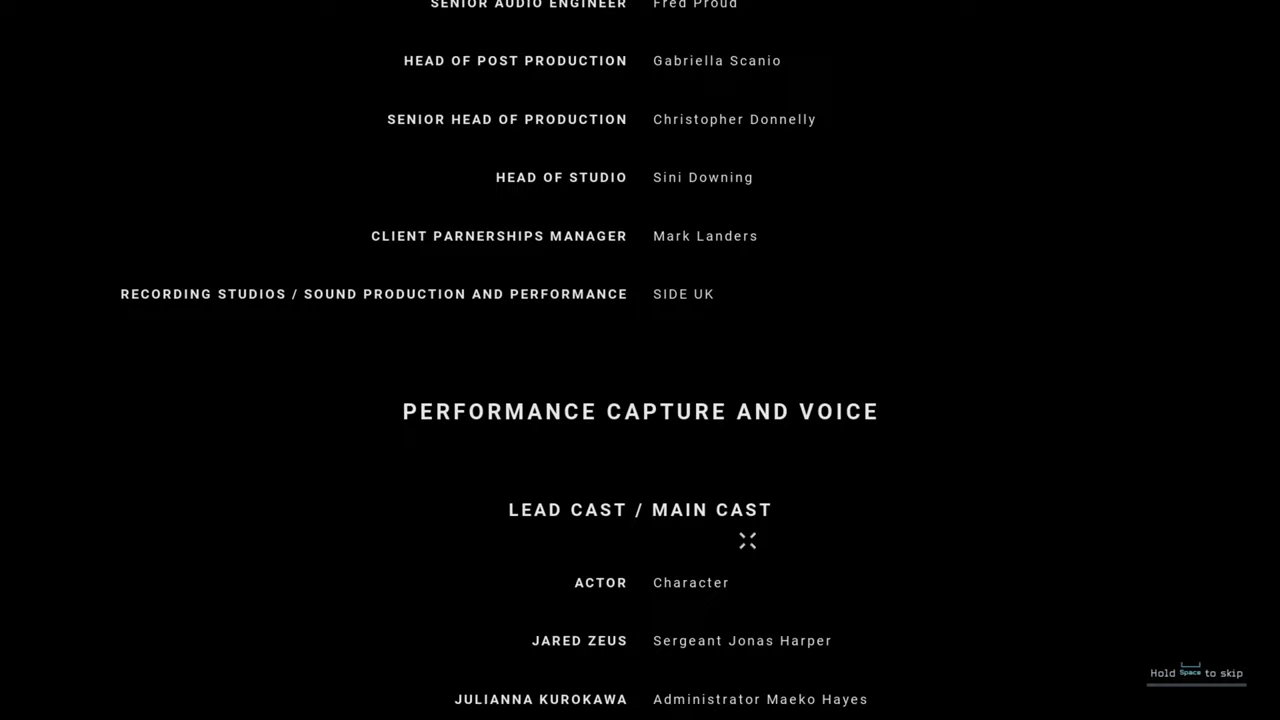 SENIOR AUDIO ENGINEER Fred Proud
HEAD OF POST PRODUCTION Gabriella Scanio
SENIOR HEAD OF PRODUCTION Christopher Donnelly
HEAD OF STUDIO Sini Downing
CLIENT PARNERSHIPS MANAGER Mark Landers
RECORDING STUDIOS / SOUND PRODUCTION AND PERFORMANCE SIDE UK
PERFORMANCE CAPTURE AND VOICE
LEAD CAST / MAIN CAST
ACTOR Character
JARED ZEUS Sergeant Jonas Harper
Hold Space to skip
JULIANNA KUROKAWA Administrator Maeko Hayes